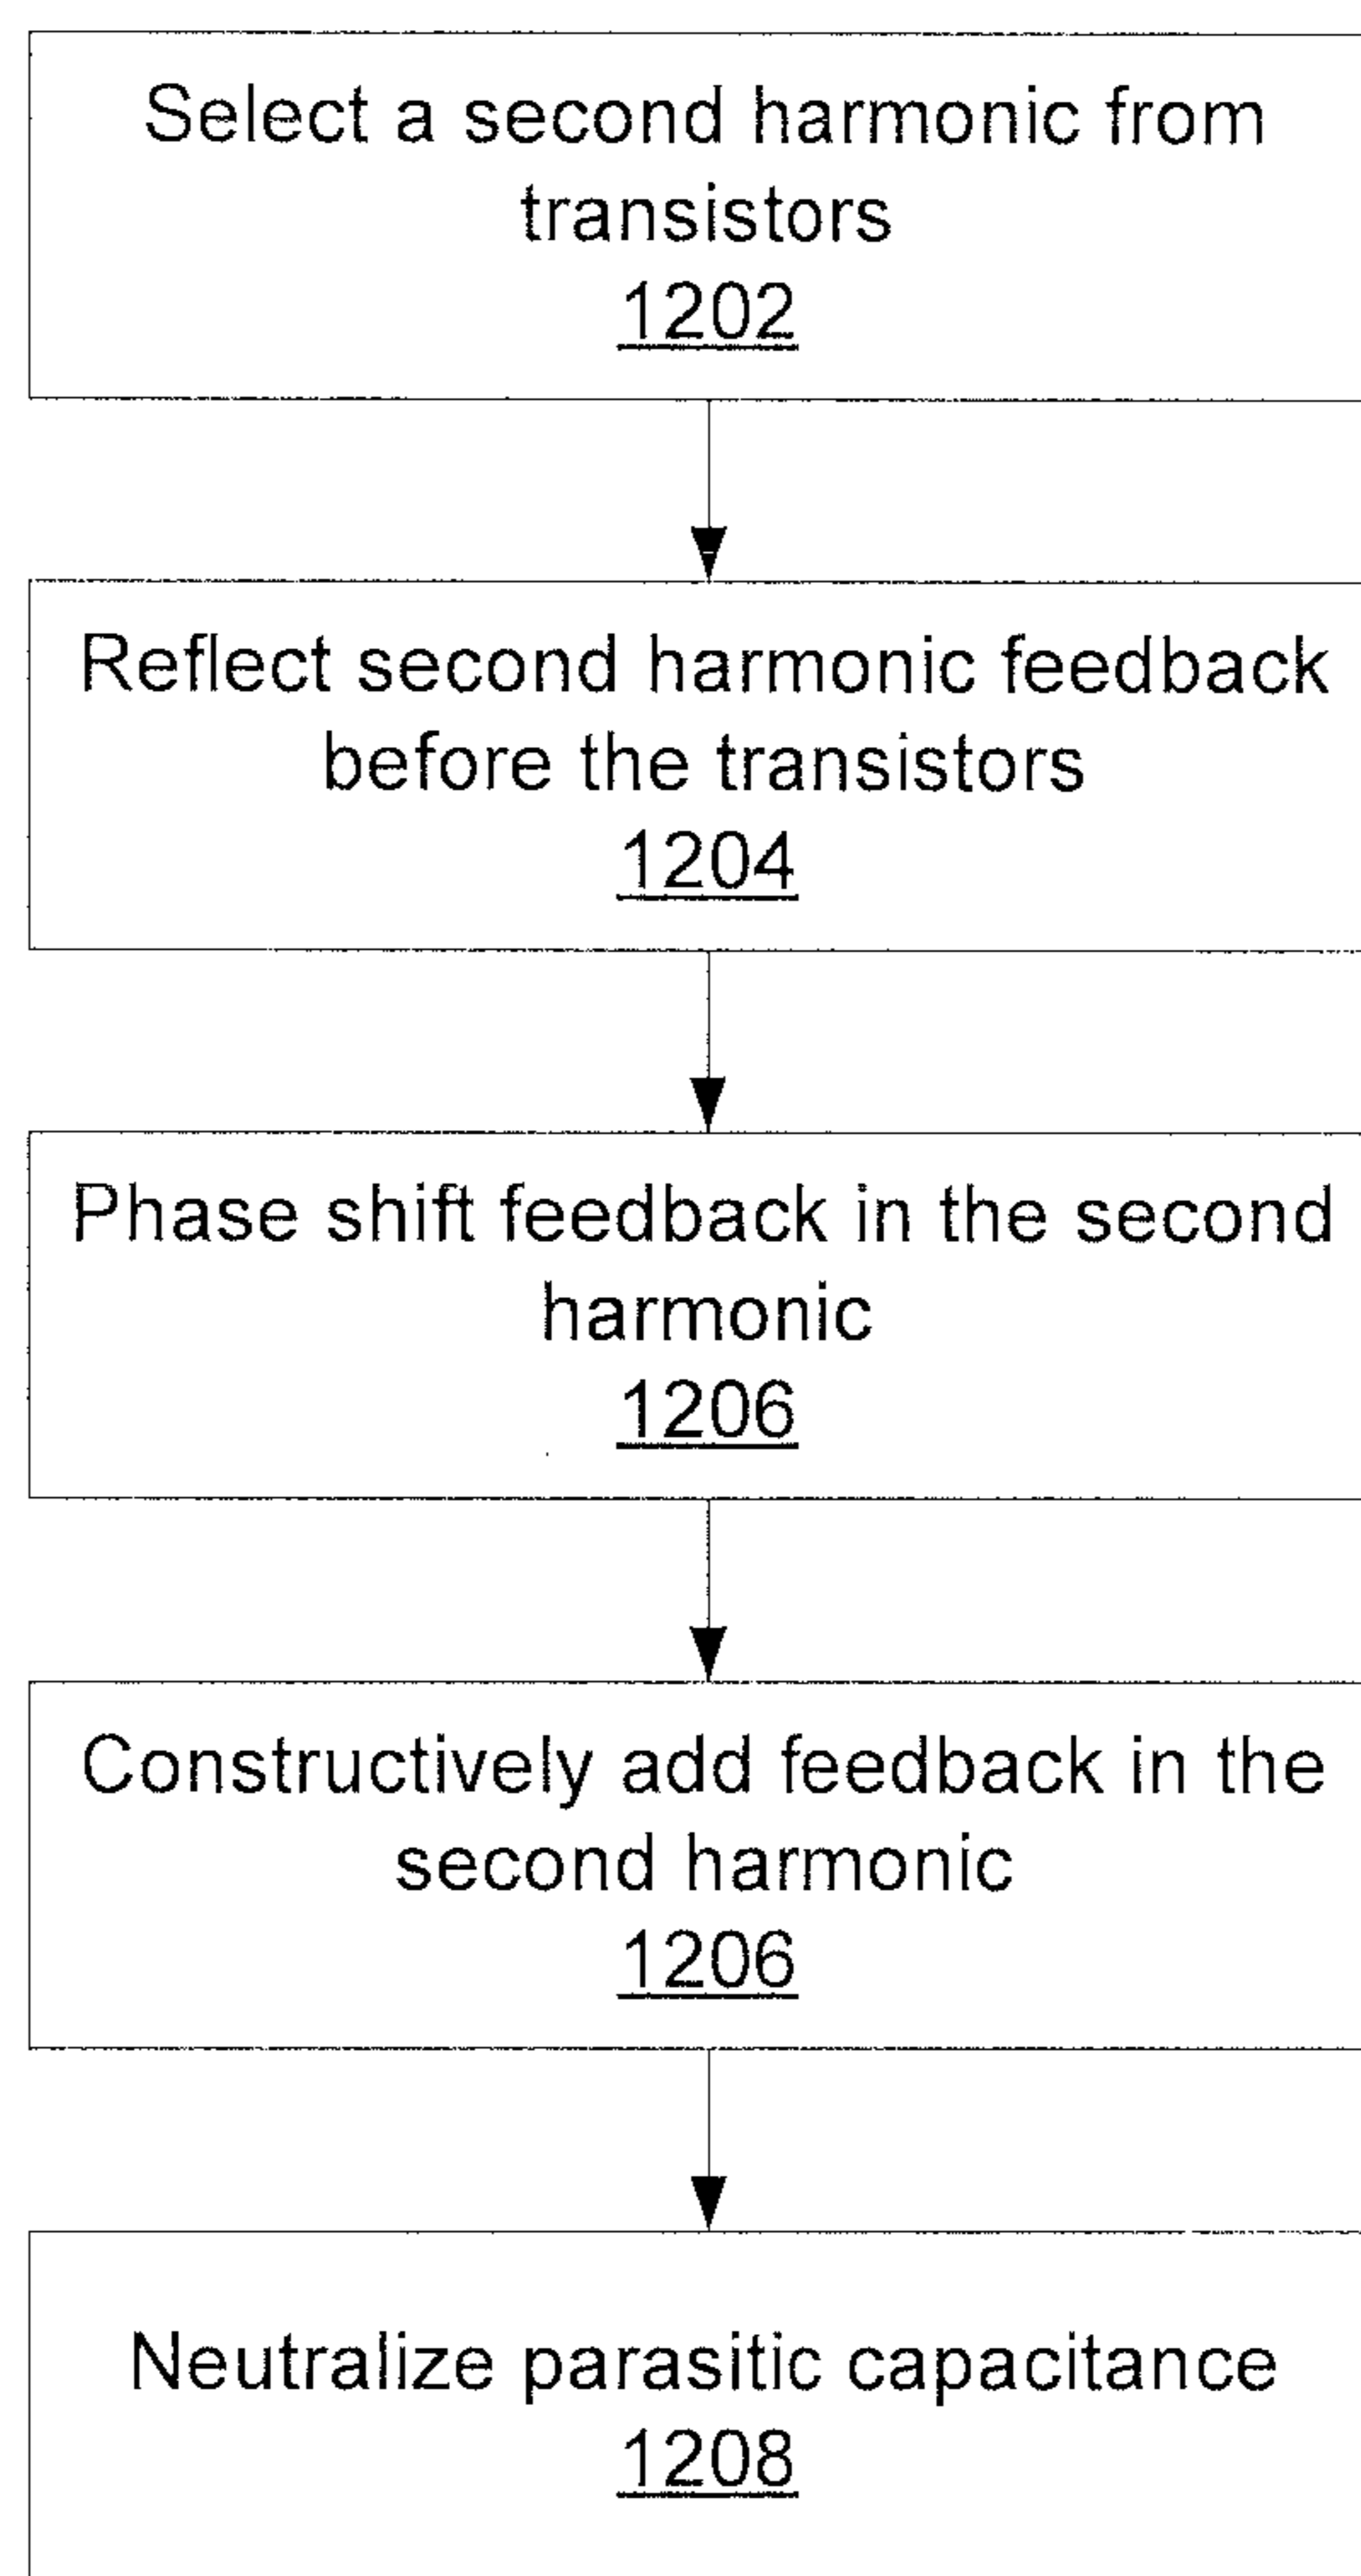 Select a second harmonic from
transistors
1202
Reflect second harmonic feedback
before the transistors
1204
Phase shift feedback in the second
harmonic
1206
Constructively add feedback in the
second harmonic
1206
Neutralize parasitic capacitance
1208